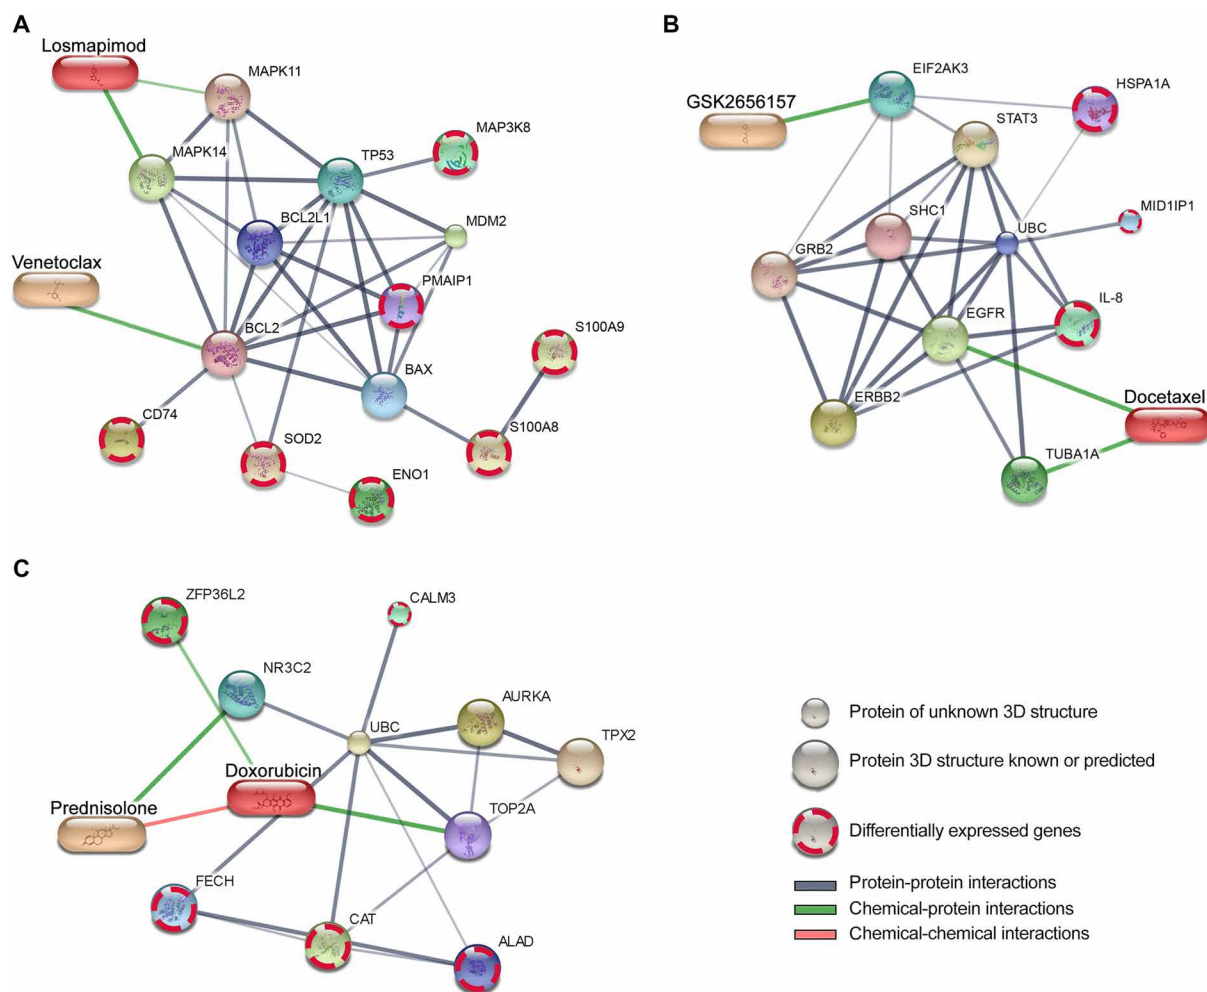 A
Losmapimod
MAPK11
MAP3K8
MAPK14
TP53
BCL2L1
MDM2
Venetoclax
PMAIP1
BCL2
S100A9
BAX
CD74
S100A8
SOD2
ENO1
B
EIF2AK3
HSPA1A
GSK2656157
STAT3
SHC1
MID1IP1
UBC
GRB2
IL-8
EGFR
ERBB2
Docetaxel
TUBA1A
C
ZFP36L2
CALM3
NR3C2
AURKA
UBC
TPX2
Doxorubicin
Prednisolone
TOP2A
FECH
CAT
ALAD
Protein of unknown 3D structure
Protein 3D structure known or predicted
Differentially expressed genes
Protein-protein interactions
Chemical-protein interactions
Chemical-chemical interactions